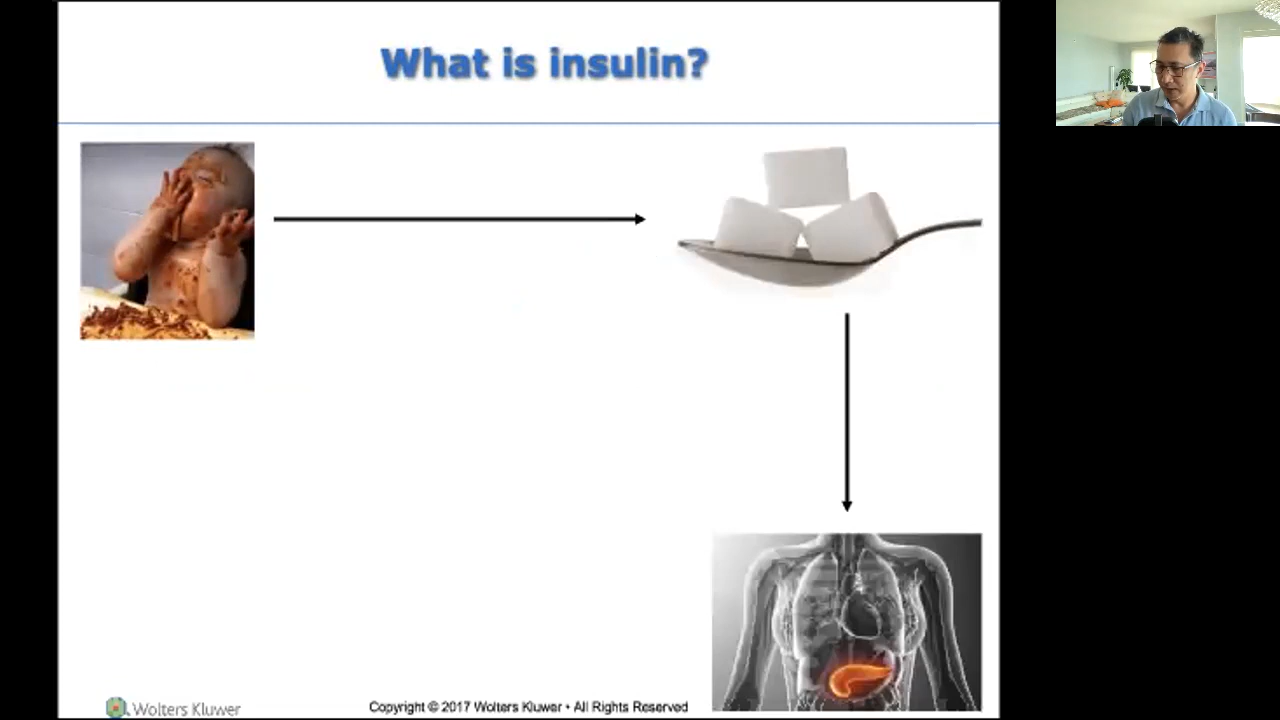 What is insulin?
Wolters Kluwer
Copyright © 2017 Wolters Kluwer • All Rights Reserved